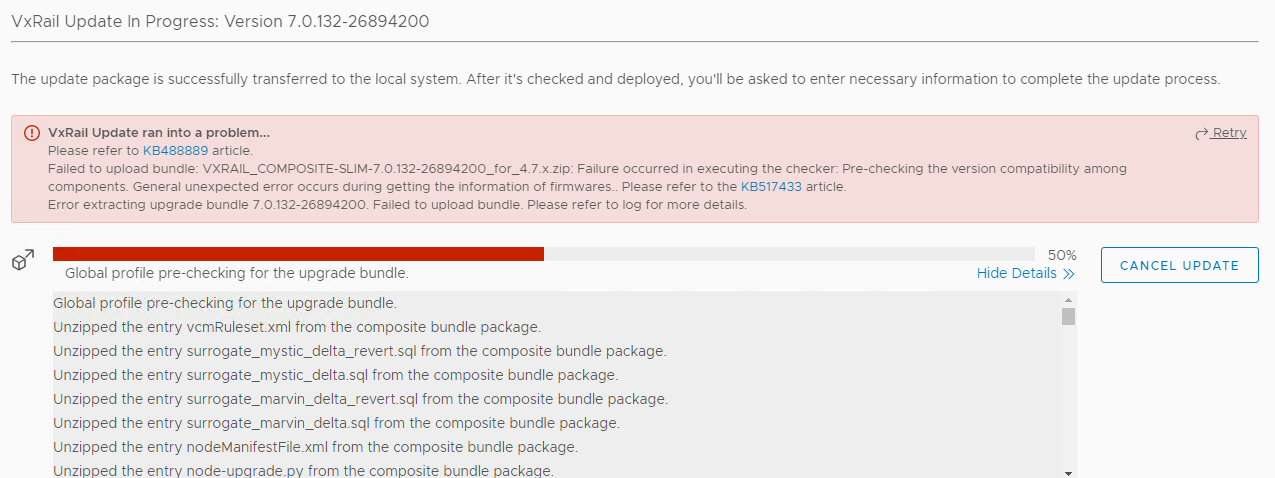 VxRail Update In Progress: Version 7.0.132-26894200
The update package is successfully transferred to the local system. After it's checked and deployed, you'll be asked to enter necessary information to complete the update process.
VxRail Update ran into a problem...
Retry
Please refer to KB488889 article.
Failed to upload bundle: VXRAIL_COMPOSITE-SLIM-7.0.132-26894200_for_4.7.x.zip: Failure occurred in executing the checker: Pre-checking the version compatibility among
components. General unexpected error occurs during getting the information of firmwares.. Please refer to the KB517433 article.
Error extracting upgrade bundle 7.0.132-26894200. Failed to upload bundle. Please refer to log for more details.
50%
CANCEL UPDATE
Global profile pre-checking for the upgrade bundle.
Hide Details
Global profile pre-checking for the upgrade bundle.
Unzipped the entry vcmRuleset.xml from the composite bundle package.
Unzipped the entry surrogate_mystic_delta_revert.sql from the composite bundle package.
Unzipped the entry surrogate_mystic_delta.sql from the composite bundle package.
Unzipped the entry surrogate_marvin_delta_revert.sql from the composite bundle package.
Unzipped the entry surrogate_marvin_delta.sql from the composite bundle package.
Unzipped the entry nodeManifestFile.xml from the composite bundle package.
Unzipped the entry node-upgrade.py from the composite bundle package.